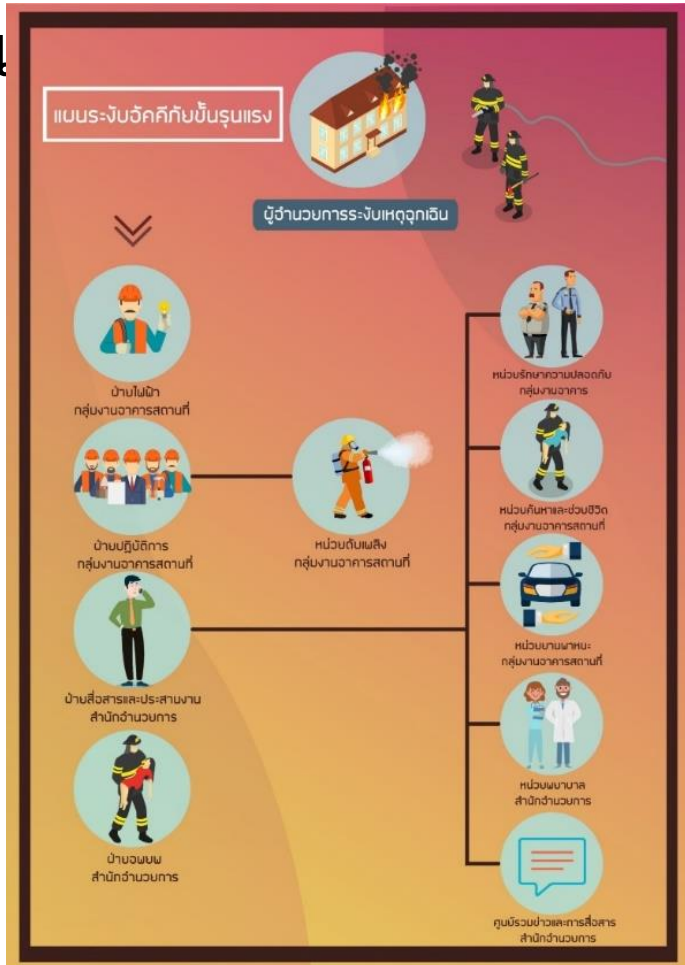 แผนระงับอัคคีภัยขั้นรุนแรง
ผู้อำนวยการระงับเหตุฉุกเฉิน
ฝ่ายไฟฟ้า
กลุ่มงานอาคารสถานที่
ฝ่ายปฏิบัติการ
กลุ่มงานอาคารสถานที่
หน่วยดับเพลิง
กลุ่มงานอาคารสถานที่
ฝ่ายสื่อสารและประสานงาน
สำนักอำนวยการ
ฝ่ายอพยพ
สำนักอำนวยการ
หน่วยรักษาความปลอดภัย
กลุ่มงานอาคาร
หน่วยค้นหาและช่วยชีวิต
กลุ่มงานอาคารสถานที่
หน่วยยานพาหนะ
กลุ่มงานอาคารสถานที่
หน่วยพยาบาล
สำนักอำนวยการ
ศูนย์รวมข่าวและการสื่อสาร
สำนักอำนวยการ